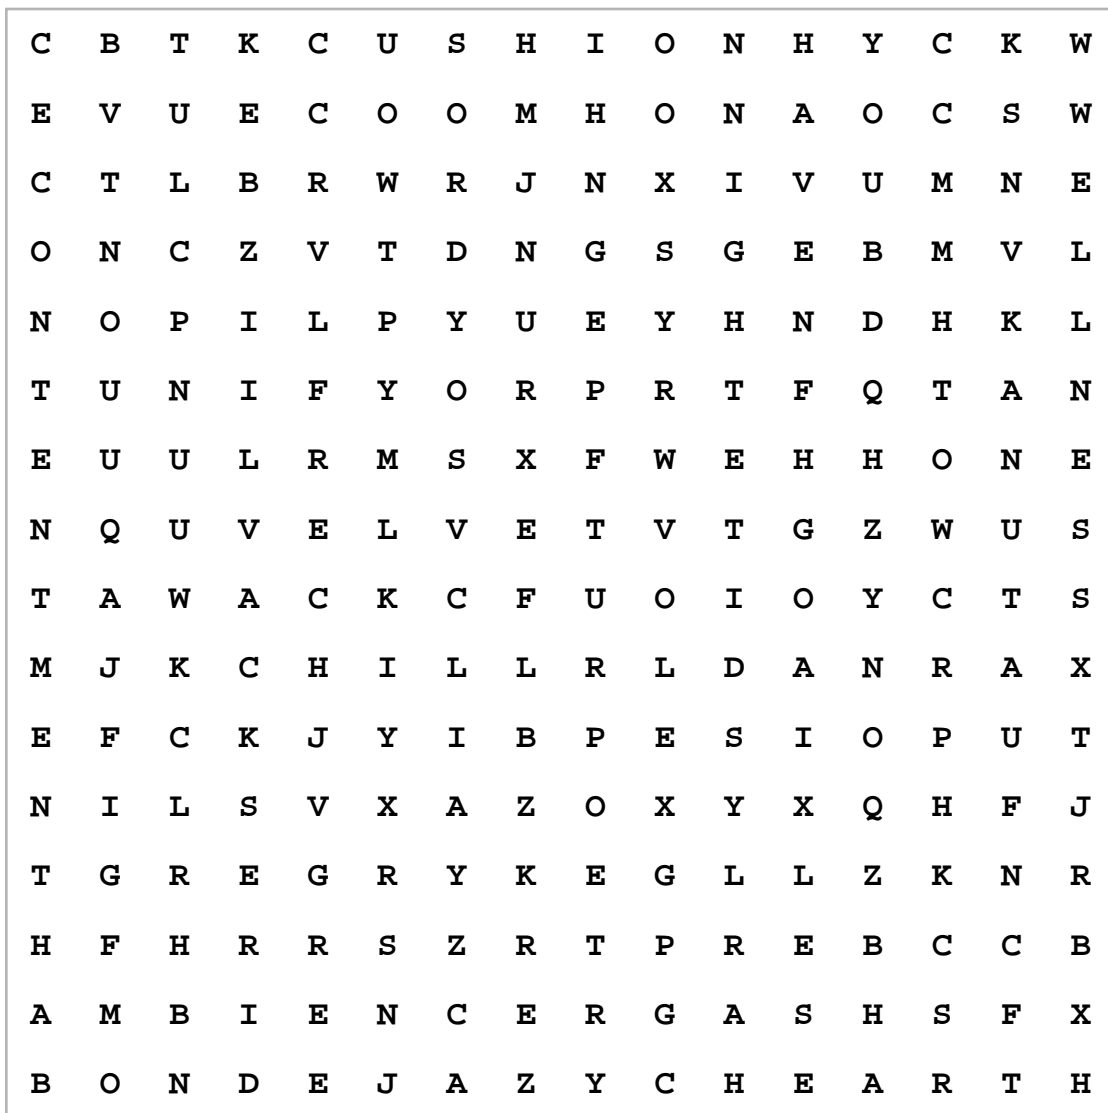 C B T K C U S H I O N H Y C K W
E V U E C O O M H O N A O C S W
C T L B R W R J N X I V U M N E
O N C Z V T D N G S G E B M V L
N O P I L P Y U E Y H N D H K L
T U N I F Y O R P R T F Q T A N
E U U L R M S X F W E H H O N E
N Q U V E L V E T V T G Z W U S
T A W A C K C F U O I O Y C T S
M J K C H I L L R L D A N R A X
E F C K J Y I B P E S I O P U T
N I L S V X A Z O X Y X Q H F J
T G R E G R Y K E G L L Z K N R
H F H R R S Z R T P R E B C C B
A M B I E N C E R G A S H S F X
B O N D E J A Z Y C H E A R T H